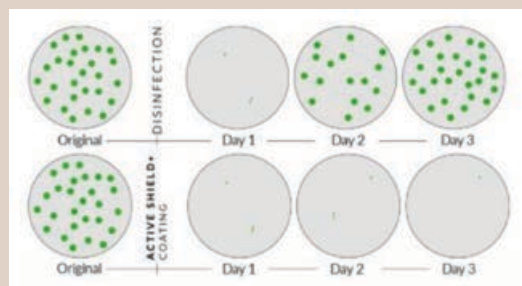 DISINFECTION
Original
Day 1
Day 2
Day 3
ACTIVE SHIELD+
COATING
Original
Day 1
Day 2
Day 3